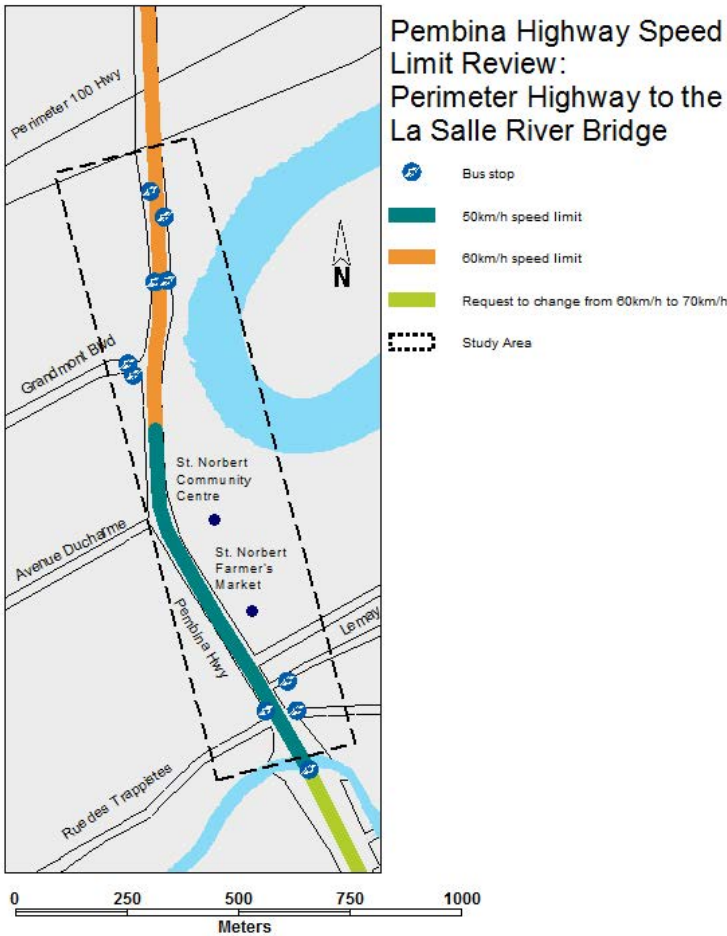 Pembina Highway Speed
Limit Review:
Perimeter Highway to the
La Salle River Bridge
Bus stop
50km/h speed limit
60km/h speed limit
Request to change from 60km/h to 70km/h
Study Area
Perimeter 100 Hwy
N
Grandmont Blvd
St. Norbert
Community
Centre
Avenue Ducharme
St. Norbert
Farmer's
Market
Pembina Hwy
Lemay
Rue des Trappistes
0 250 500 750 1000
Meters